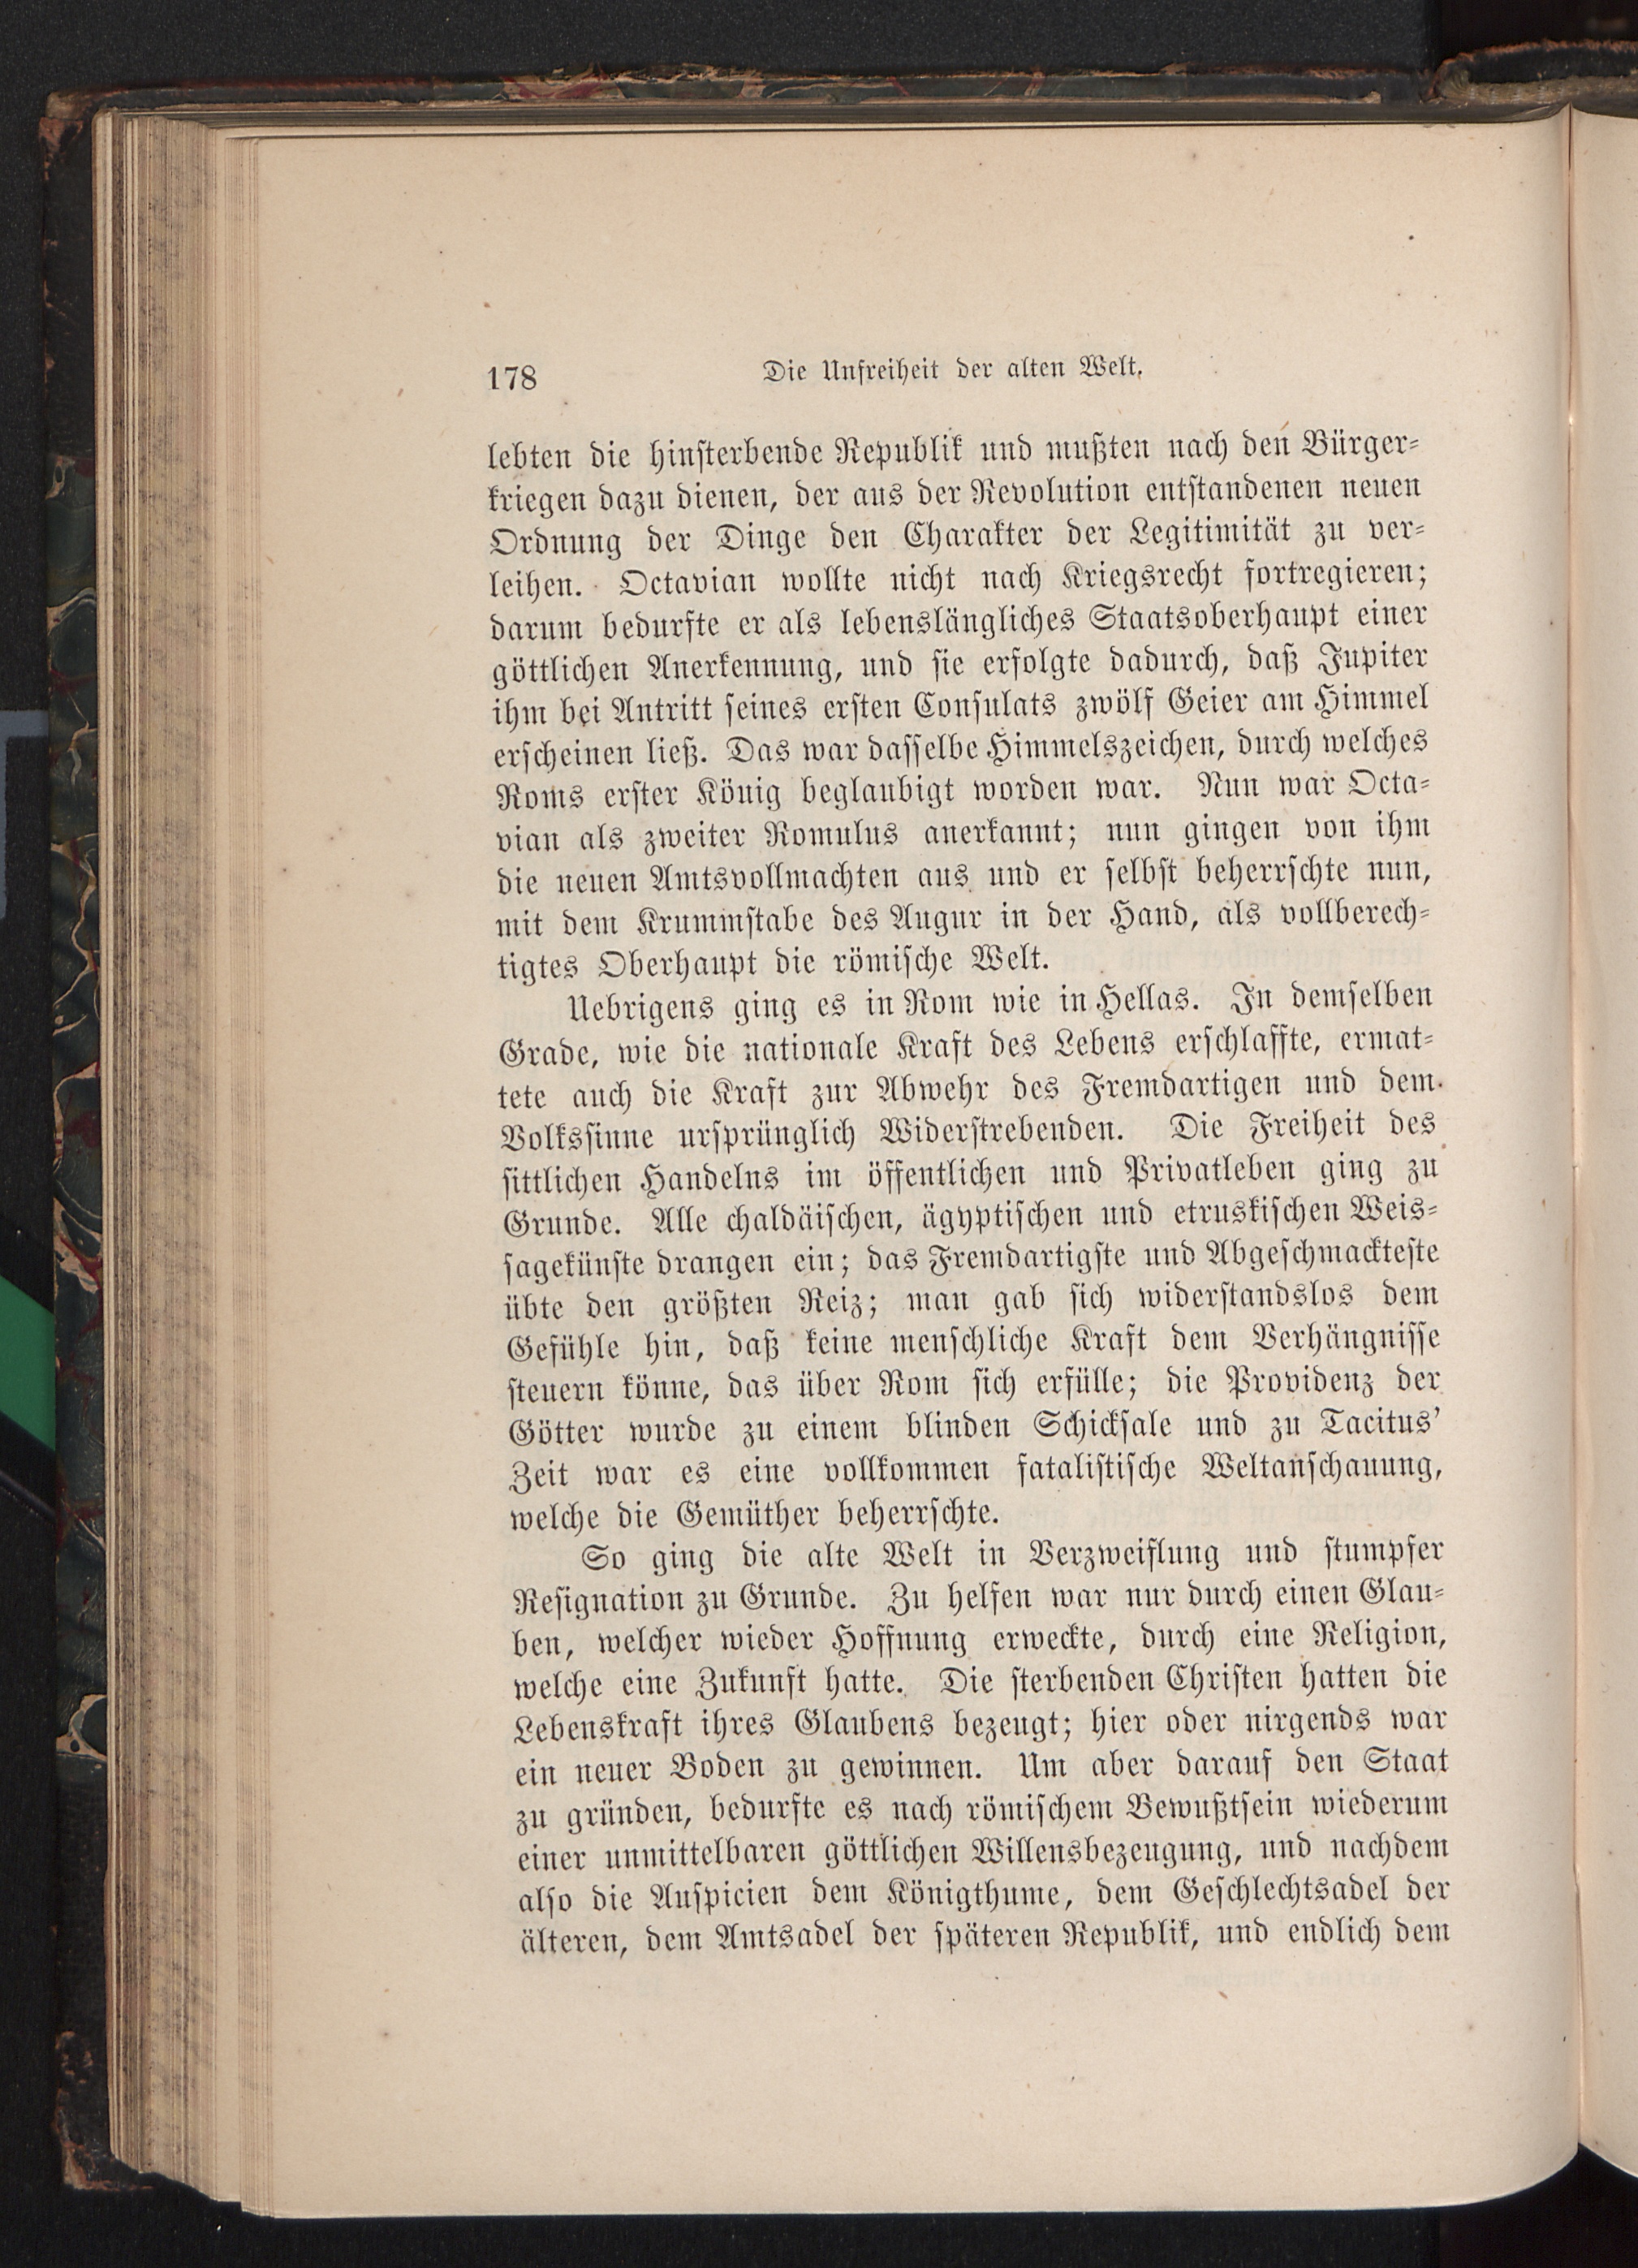 178
Die Unfreiheit der alten Welt.
lebten die hinsterbende Republik und mußten nach den Bürger-
kriegen dazu dienen, der aus der Revolution entstandenen neuen
Ordnung der Dinge den Charakter der Legitimität zu ver-
leihen. Octavian wollte nicht nach Kriegsrecht fortregieren;
darum bedurfte er als lebenslängliches Staatsoberhaupt einer
göttlichen Anerkennung, und sie erfolgte dadurch, daß Jupiter
ihm bei Antritt seines ersten Consulats zwölf Geier am Himmel
erscheinen ließ. Das war dasselbe Himmelszeichen, durch welches
Roms erster König beglaubigt worden war. Nun war Octa-
vian als zweiter Romulus anerkannt; nun gingen von ihm
die neuen Amtsvollmachten aus und er selbst beherrschte nun,
mit dem Krummstabe des Augur in der Hand, als vollberech-
tigtes Oberhaupt die römische Welt.
Uebrigens ging es in Rom wie in Hellas. In demselben
Grade, wie die nationale Kraft des Lebens erschlaffte, ermat-
tete auch die Kraft zur Abwehr des Fremdartigen und dem
Volkssinne ursprünglich Widerstrebenden. Die Freiheit des
sittlichen Handelns im öffentlichen und Privatleben ging zu
Grunde. Alle chaldäischen, ägyptischen und etruskischen Weis-
sagekünste drangen ein; das Fremdartigste und Abgeschmackteste
übte den größten Reiz; man gab sich widerstandslos dem
Gefühle hin, daß keine menschliche Kraft dem Verhängnisse
steuern könne, das über Rom sich erfülle; die Providenz der
Götter wurde zu einem blinden Schicksale und zu Tacitus'
Zeit war es eine vollkommen fatalistische Weltanschauung,
welche die Gemüther beherrschte.
So ging die alte Welt in Verzweiflung und stumpfer
Resignation zu Grunde. Zu helfen war nur durch einen Glau-
ben, welcher wieder Hoffnung erweckte, durch eine Religion,
welche eine Zukunft hatte. Die sterbenden Christen hatten die
Lebenskraft ihres Glaubens bezeugt; hier oder nirgends war
ein neuer Boden zu gewinnen. Um aber darauf den Staat
zu gründen, bedurfte es nach römischem Bewußtsein wiederum
einer unmittelbaren göttlichen Willensbezeugung, und nachdem
also die Auspicien dem Königthume, dem Geschlechtsadel der
älteren, dem Amtsadel der späteren Republik, und endlich dem